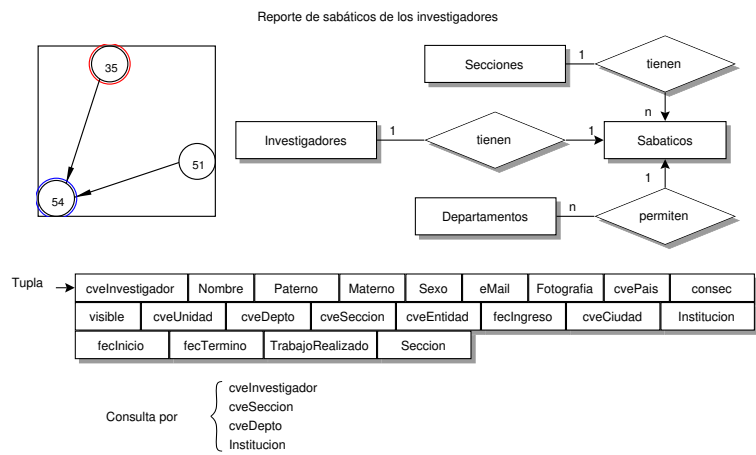 Reporte de sabáticos de los investigadores
35
51
54
Secciones
1
tienen
n
Investigadores
1
tienen
1
Sabaticos
1
Departamentos
n
permiten
Tupla
cveInvestigador Nombre Paterno Materno Sexo eMail Fotografia cvePais consec
visible cveUnidad cveDepto cveSeccion cveEntidad fecIngreso cveCiudad Institucion
fecInicio fecTermino TrabajoRealizado Seccion
Consulta por
cveInvestigador
cveSeccion
cveDepto
Institucion